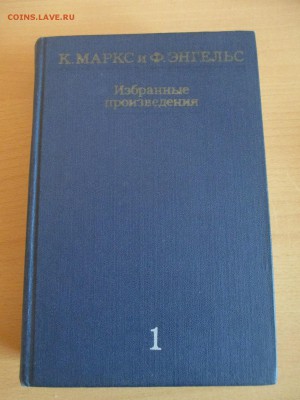 COINS.LAVE.RU
К. МАРКС и Ф. ЭНГЕЛЬС
Избранные
произведения
1